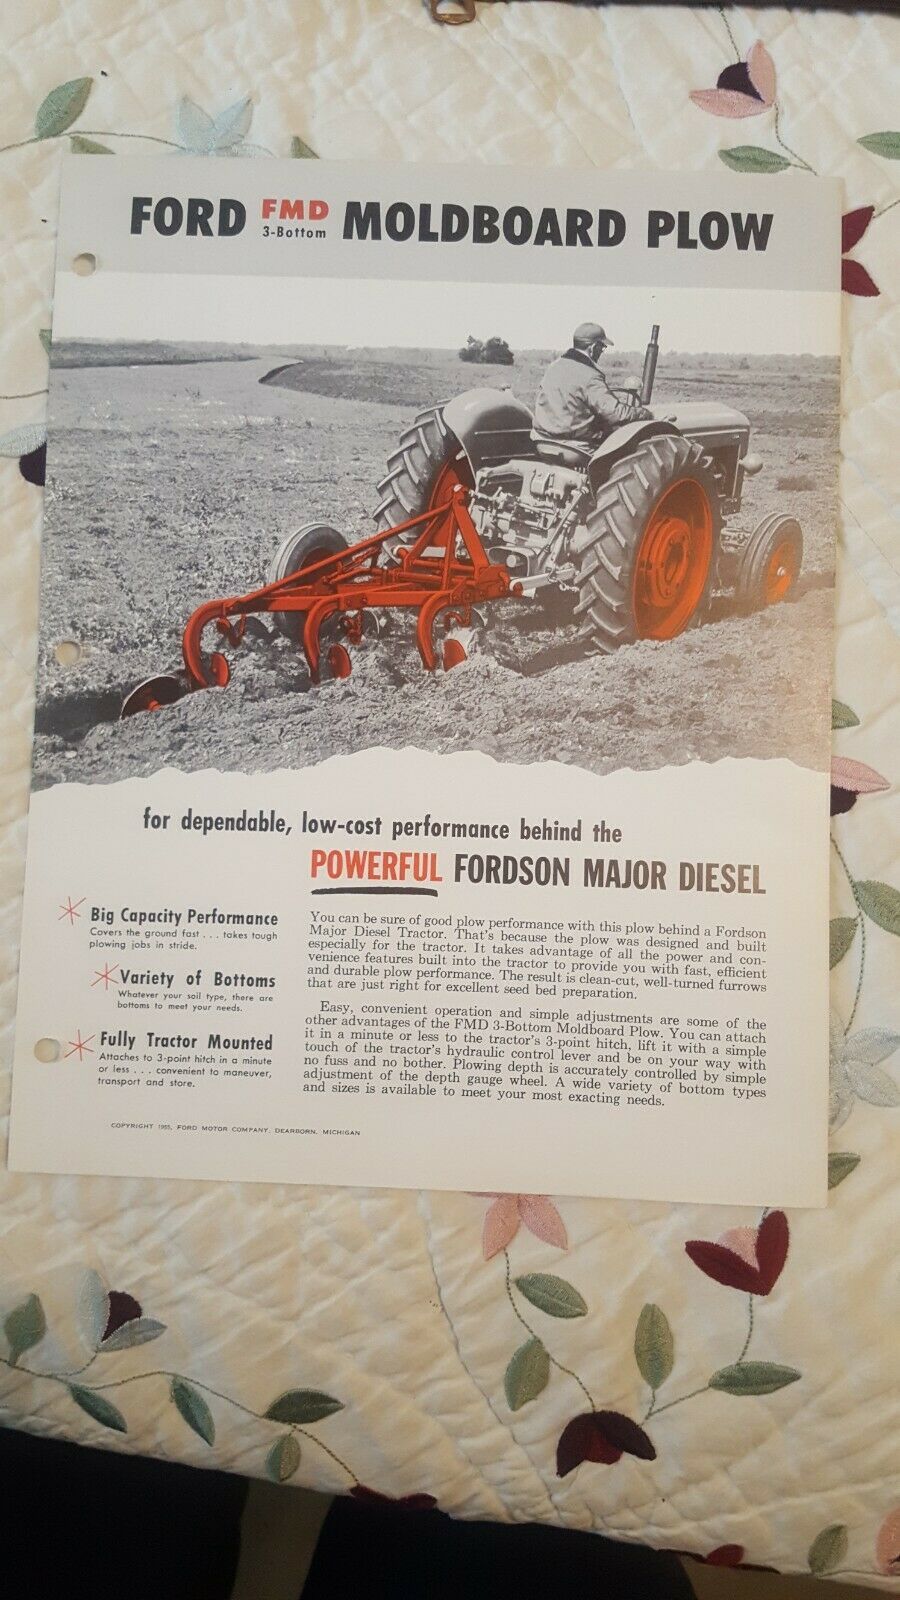 FORD FMD 3-Bottom MOLDBOARD PLOW
for dependable, low-cost performance behind the
POWERFUL FORDSON MAJOR DIESEL
Big Capacity Performance
Covers the ground fast . . . takes tough
plowing jobs in stride.
Variety of Bottoms
Whatever your soil type, there are
bottoms to meet your needs.
Fully Tractor Mounted
Attaches to 3-point hitch in a minute
or less . . . convenient to maneuver,
transport and store.
You can be sure of good plow performance with this plow behind a Fordson
Major Diesel Tractor. That's because the plow was designed and built
especially for the tractor. It takes advantage of all the power and con-
venience features built into the tractor to provide you with fast, efficient
and durable plow performance. The result is clean-cut, well-turned furrows
that are just right for excellent seed bed preparation.
Easy, convenient operation and simple adjustments are some of the
other advantages of the FMD 3-Bottom Moldboard Plow. You can attach
it in a minute or less to the tractor's 3-point hitch, lift it with a simple
touch of the tractor's hydraulic control lever and be on your way with
no fuss and no bother. Plowing depth is accurately controlled by simple
adjustment of the depth gauge wheel. A wide variety of bottom types
and sizes is available to meet your most exacting needs.
COPYRIGHT 1955, FORD MOTOR COMPANY, DEARBORN, MICHIGAN